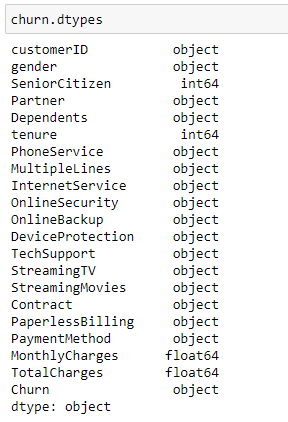 churn.dtypes
customerID object
gender object
SeniorCitizen int64
Partner object
Dependents object
tenure int64
PhoneService object
MultipleLines object
InternetService object
OnlineSecurity object
OnlineBackup object
DeviceProtection object
TechSupport object
StreamingTV object
StreamingMovies object
Contract object
PaperlessBilling object
PaymentMethod object
MonthlyCharges float64
TotalCharges float64
Churn object
dtype: object